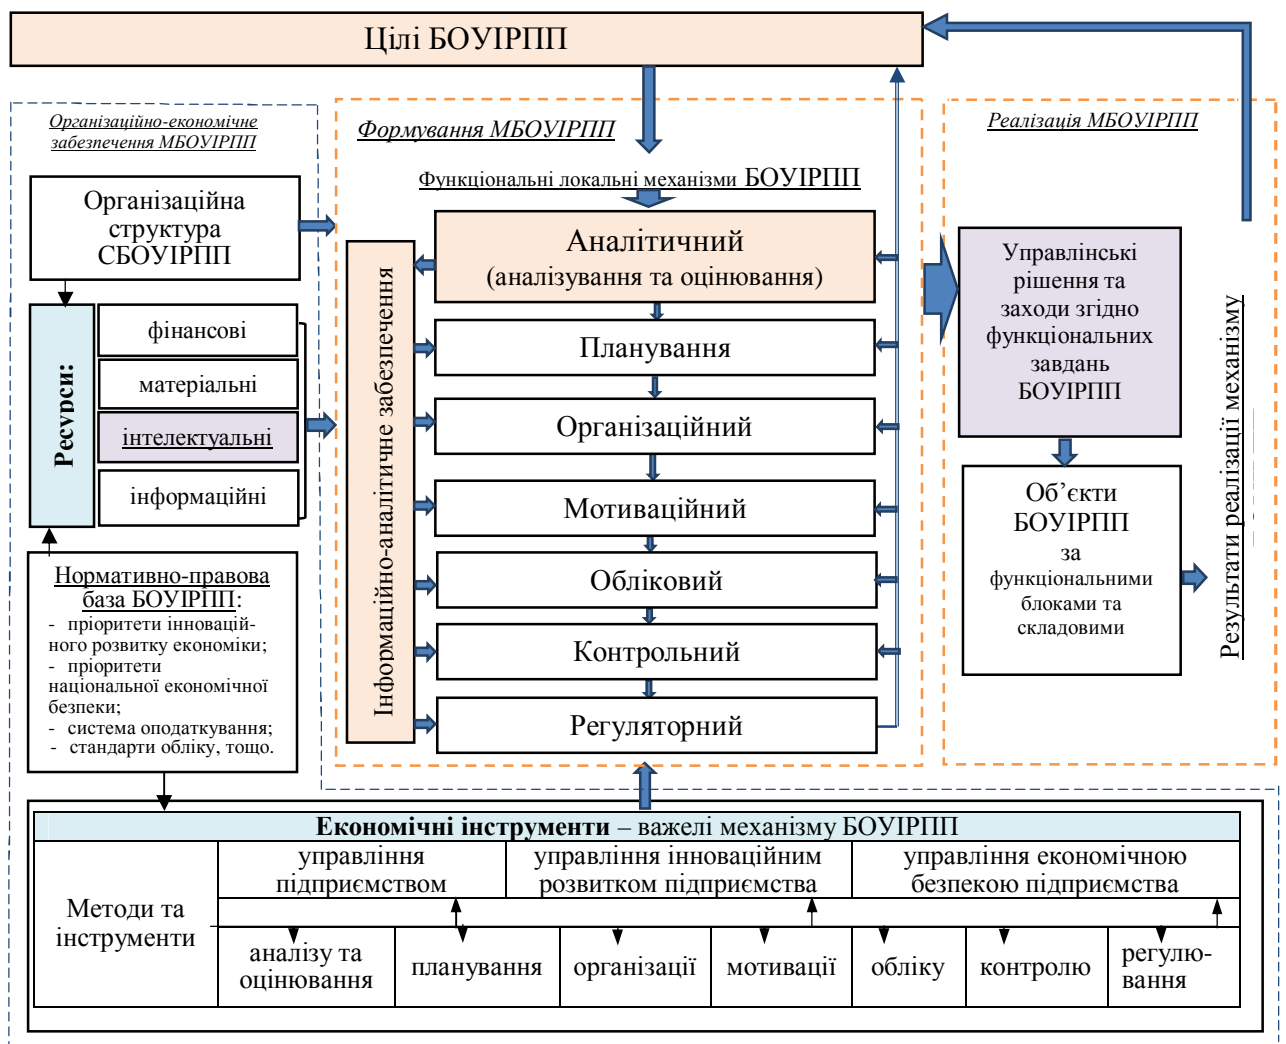 Цілі БОУІРПП
Організаційно-економічне
забезпечення МБОУІРПП
Організаційна
структура
СБОУІРПП
Ресурси:
фінансові
матеріальні
інтелектуальні
інформаційні
Нормативно-правова
база БОУІРПП:
- пріоритети інновацій-
ного розвитку економіки;
- пріоритети
національної економічної
безпеки;
- система оподаткування;
- стандарти обліку, тощо.
Формування МБОУІРПП
Функціональні локальні механізми БОУІРПП
Інформаційно-аналітичне забезпечення
Аналітичний
(аналізування та оцінювання)
Планування
Організаційний
Мотиваційний
Обліковий
Контрольний
Регуляторний
Реалізація МБОУІРПП
Управлінські
рішення та
заходи згідно
функціональних
завдань
БОУІРПП
Об’єкти
БОУІРПП
за
функціональними
блоками та
складовими
Результати реалізації механізму
Економічні інструменти – важелі механізму БОУІРПП
Методи та
інструменти
управління
підприємством
управління інноваційним
розвитком підприємства
управління економічною
безпекою підприємства
аналізу та
оцінювання
планування
організації
мотивації
обліку
контролю
регулю-
вання